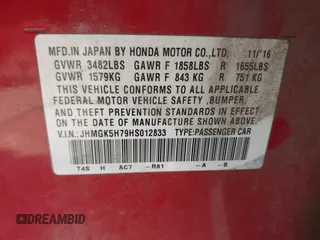 MFD. IN JAPAN BY HONDA MOTOR CO., LTD. 11/16
GVWR 3482LBS GAWR F 1858LBS R 1655LBS
GVWR 1579KG GAWR F 843 KG R 751 KG
THIS VEHICLE CONFORMS TO ALL APPLICABLE
FEDERAL MOTOR VEHICLE SAFETY, BUMPER,
AND THEFT PREVENTION STANDARDS IN EFFECT
ON THE DATE OF MANUFACTURE SHOWN ABOVE.
V.I.N.: JHMGK5H79HS012833 TYPE: PASSENGER CAR
T4S H AC7 -R81 -A -S
DREAMBID